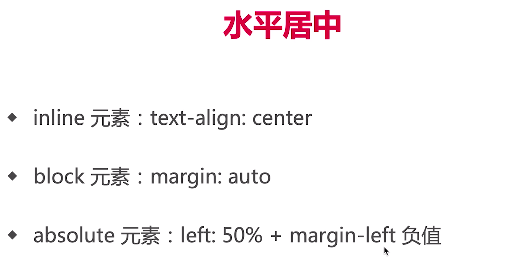 水平居中
inline 元素：text-align: center
block 元素：margin: auto
absolute 元素：left: 50% + margin-left 负值